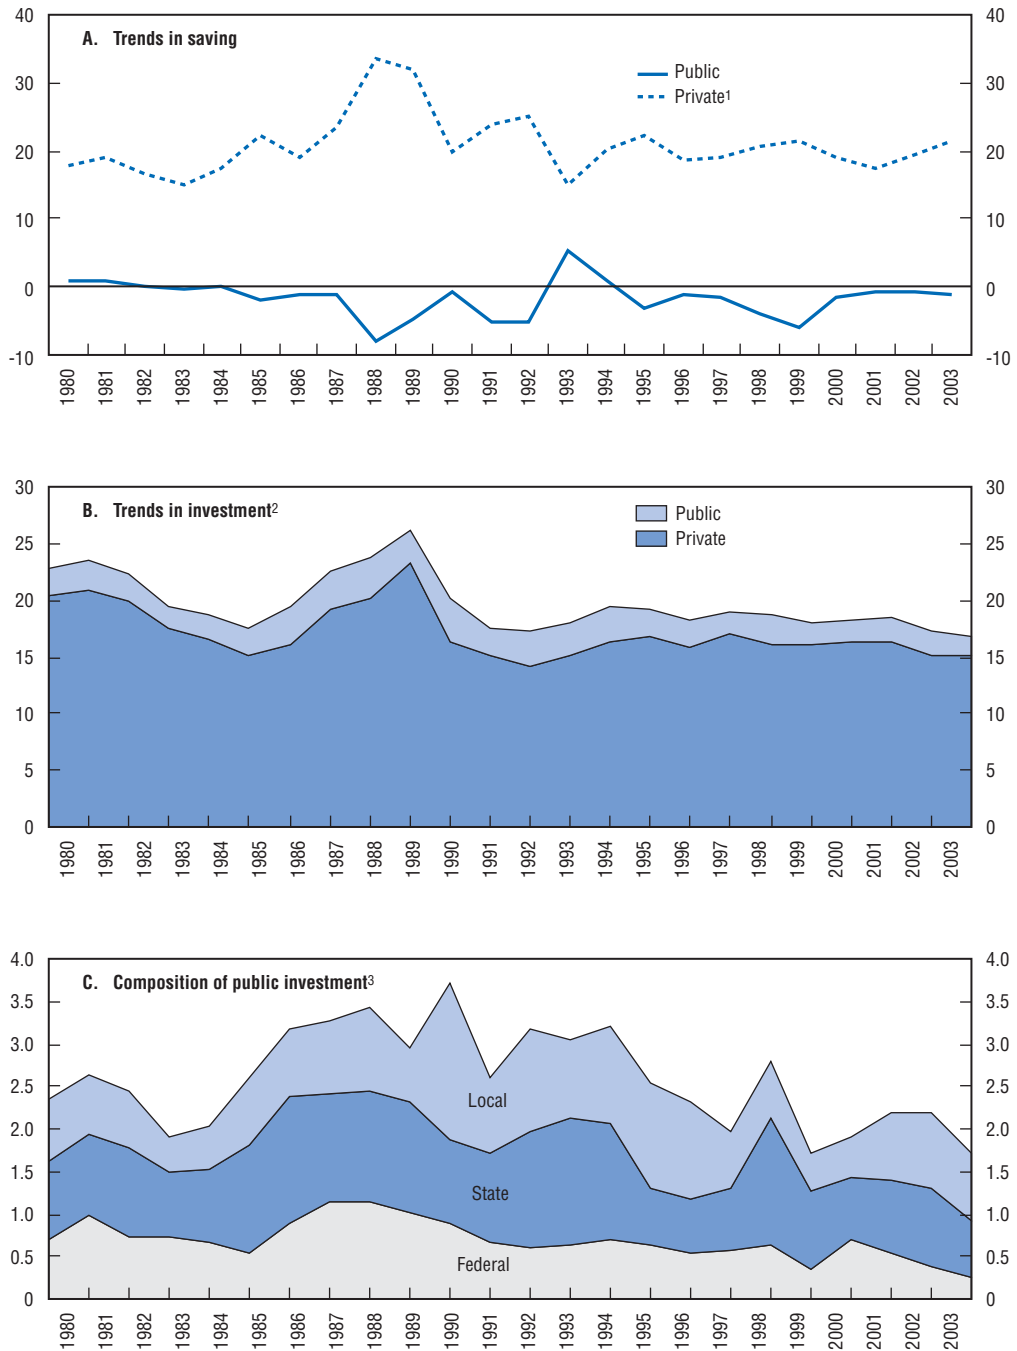 A. Trends in saving
Public
Private1
40 40
30 30
20 20
10 10
0 0
-10 -10
1980 1981 1982 1983 1984 1985 1986 1987 1988 1989 1990 1991 1992 1993 1994 1995 1996 1997 1998 1999 2000 2001 2002 2003
B. Trends in investment2
Public
Private
30 30
25 25
20 20
15 15
10 10
5 5
0 0
1980 1981 1982 1983 1984 1985 1986 1987 1988 1989 1990 1991 1992 1993 1994 1995 1996 1997 1998 1999 2000 2001 2002 2003
C. Composition of public investment3
4.0 4.0
3.5 3.5
3.0 3.0
2.5 2.5
Local
2.0 2.0
1.5 1.5
State
1.0 1.0
0.5 0.5
Federal
0 0
1980 1981 1982 1983 1984 1985 1986 1987 1988 1989 1990 1991 1992 1993 1994 1995 1996 1997 1998 1999 2000 2001 2002 2003